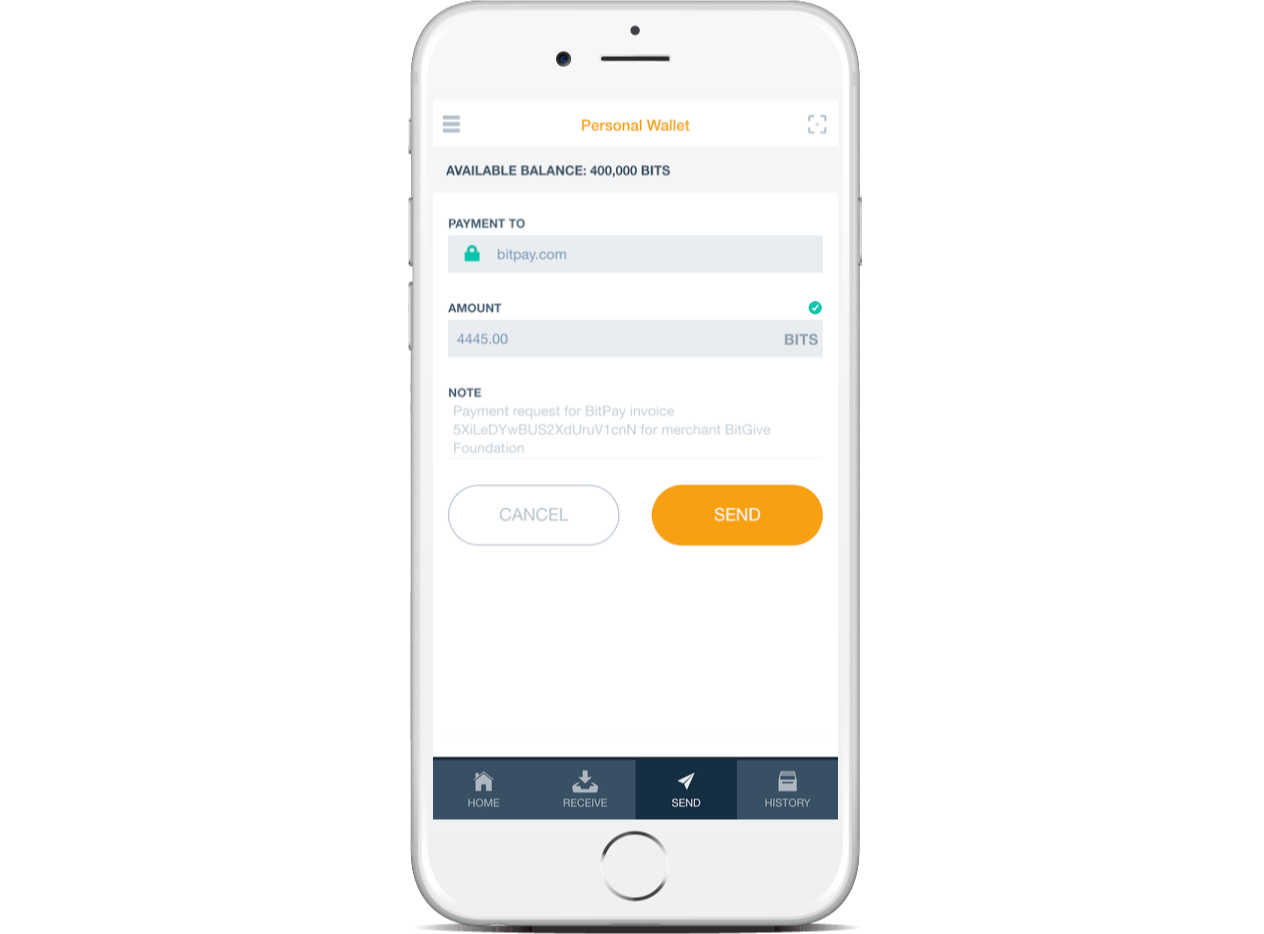 Personal Wallet
AVAILABLE BALANCE: 400,000 BITS
PAYMENT TO
bitpay.com
AMOUNT
4445.00 BITS
NOTE
Payment request for BitPay invoice
5XiLeDYwBUS2XdUruV1cnN for merchant BitGive
Foundation
CANCEL SEND
HOME RECEIVE SEND HISTORY